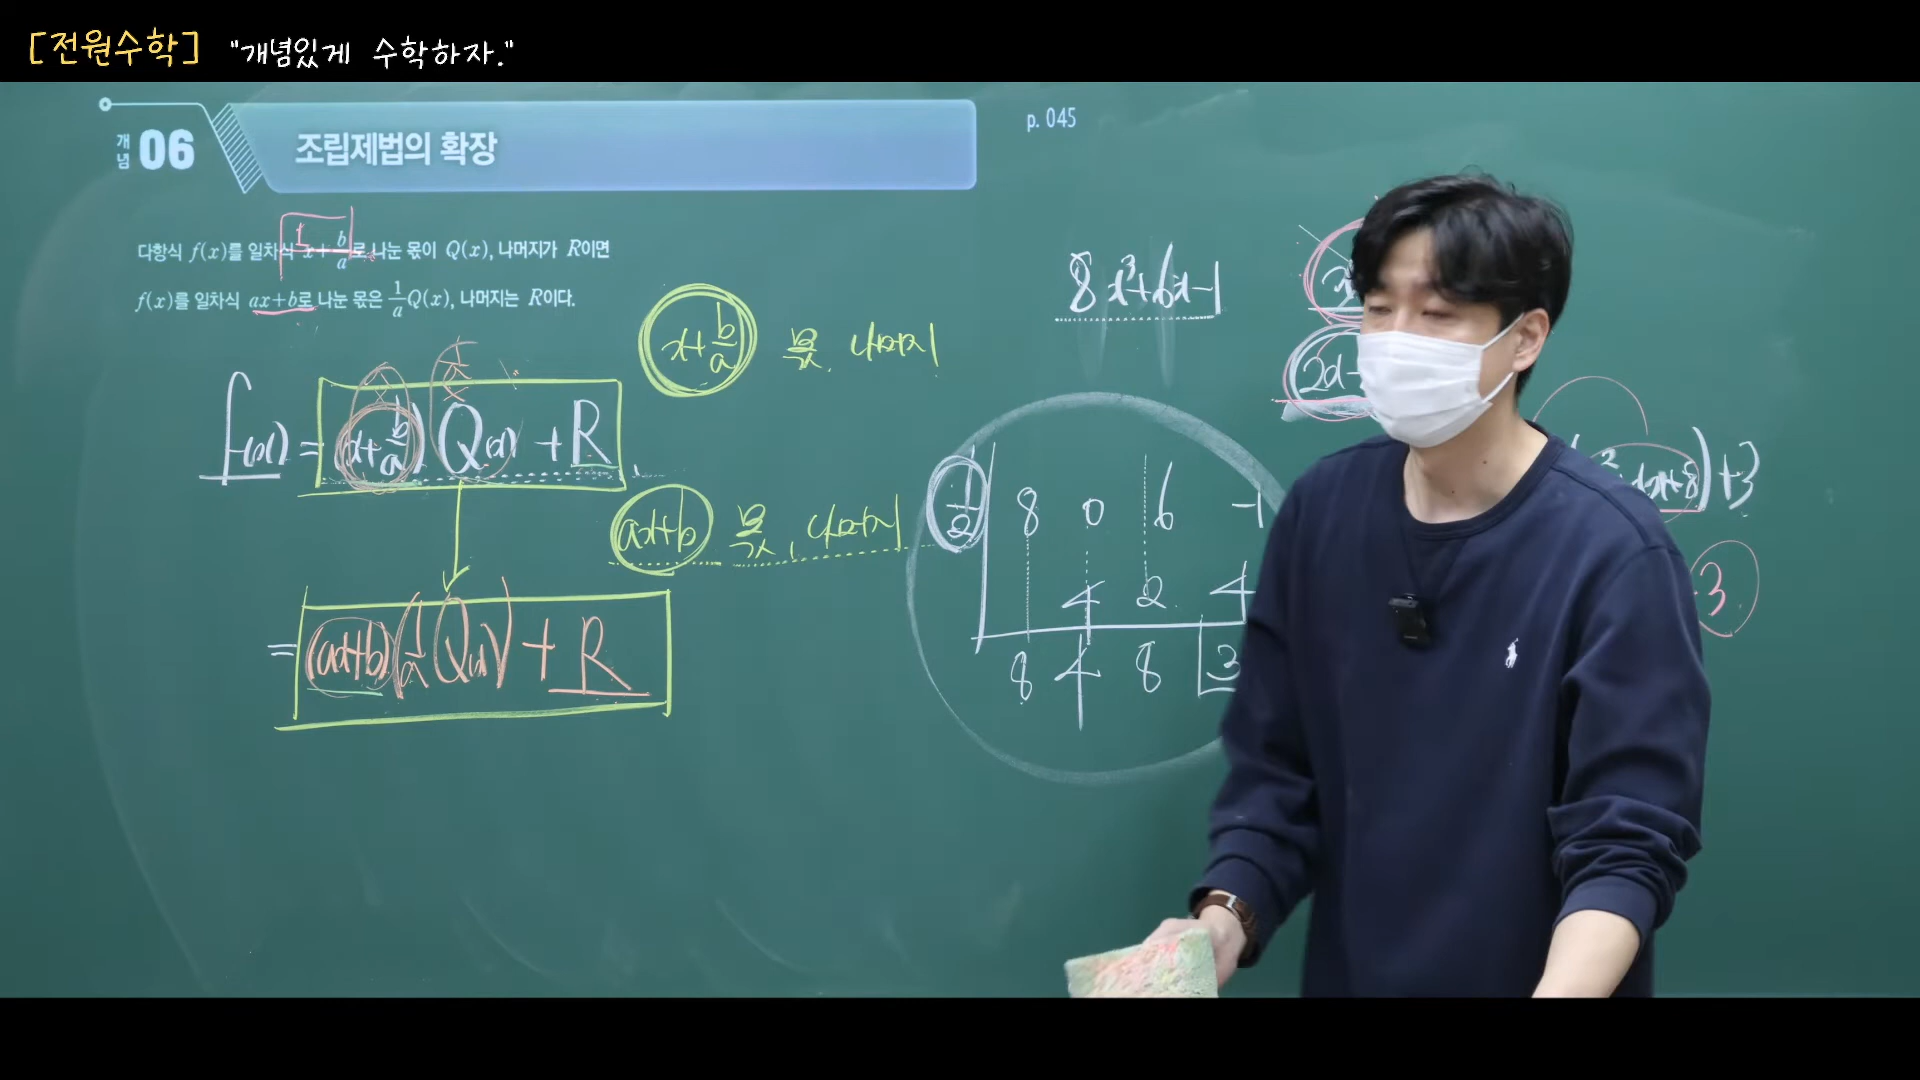 [전원수학] "개념있게 수학하자."
개념 06 조립제법의 확장
p. 045
다항식 f(x)를 일차식 x+b/a로 나눈 몫이 Q(x), 나머지가 R이면
f(x)를 일차식 ax+b로 나눈 몫은 1/a Q(x), 나머지는 R이다.
x+b/a 몫, 나머지
f(x) = (x+b/a) Q(x) + R
ax+b 몫, 나머지
= (ax+b)(1/a Q(x)) + R
8x³+6x-1
2x-
1/2 8 0 6 -1
4 2 4
8 4 8 3
+8)+3
3